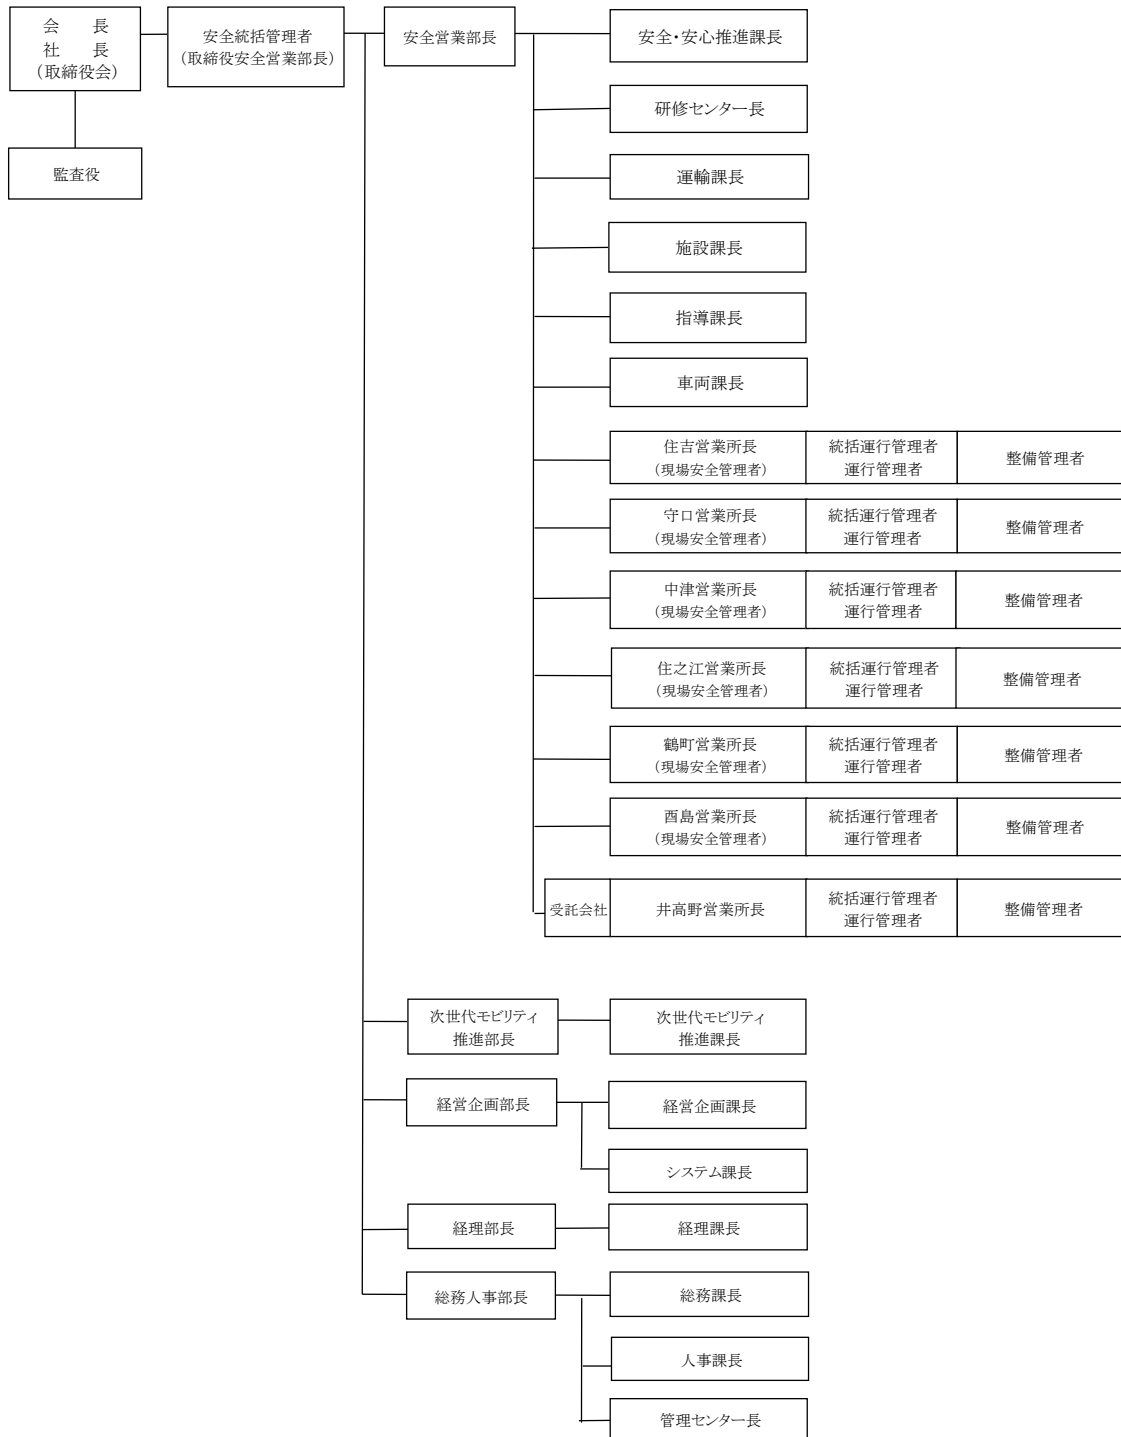 会　　長
社　　長
（取締役会）
監査役
安全統括管理者
（取締役安全営業部長）
安全営業部長
安全・安心推進課長
研修センター長
運輸課長
施設課長
指導課長
車両課長
住吉営業所長
（現場安全管理者）
統括運行管理者
運行管理者
整備管理者
守口営業所長
（現場安全管理者）
統括運行管理者
運行管理者
整備管理者
中津営業所長
（現場安全管理者）
統括運行管理者
運行管理者
整備管理者
住之江営業所長
（現場安全管理者）
統括運行管理者
運行管理者
整備管理者
鶴町営業所長
（現場安全管理者）
統括運行管理者
運行管理者
整備管理者
酉島営業所長
（現場安全管理者）
統括運行管理者
運行管理者
整備管理者
受託会社
井高野営業所長
統括運行管理者
運行管理者
整備管理者
次世代モビリティ
推進部長
次世代モビリティ
推進課長
経営企画部長
経営企画課長
システム課長
経理部長
経理課長
総務人事部長
総務課長
人事課長
管理センター長